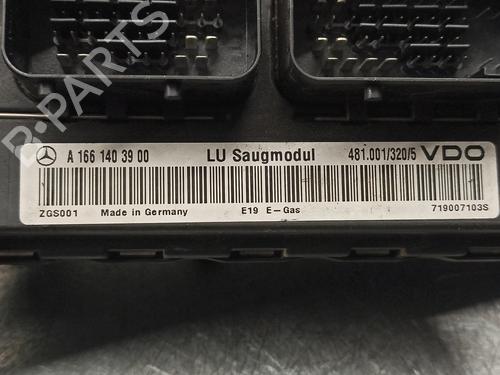 B-PARTS
A 166 140 39 00 LU Saugmodul 481.001/320/5 VDO
ZGS001 Made in Germany E19 E-Gas 719007103S